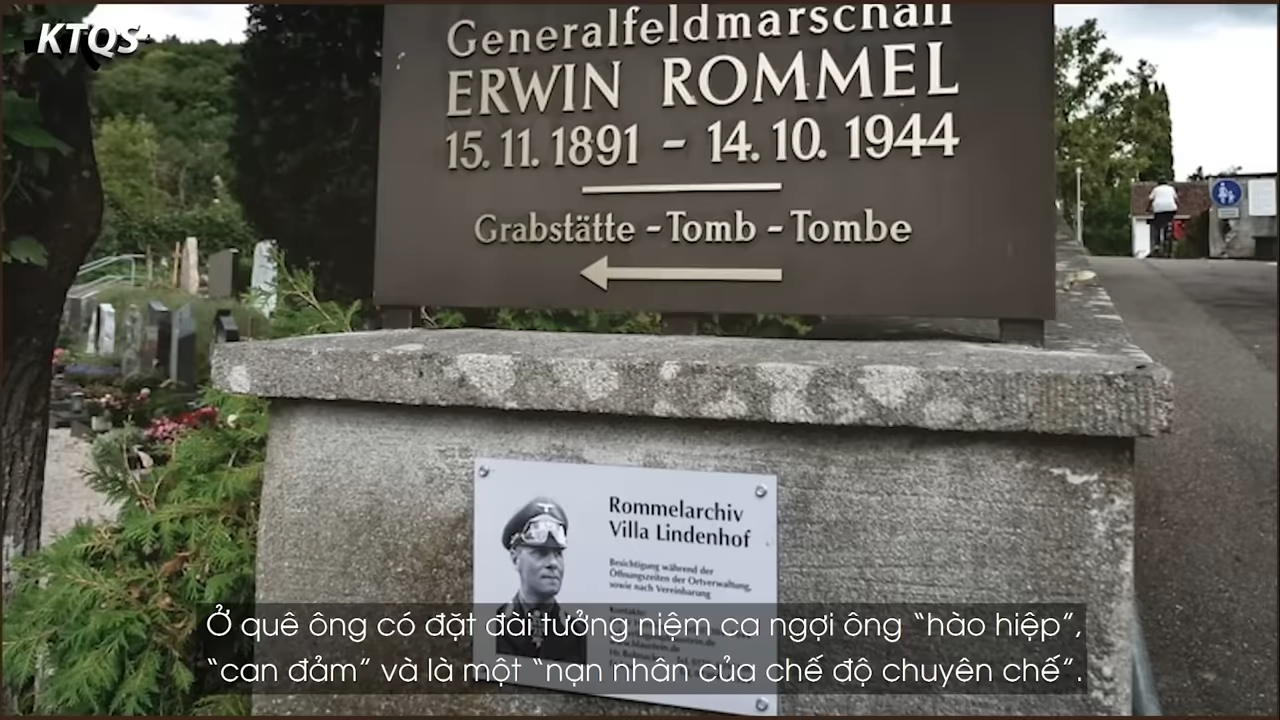 KTQS
Generalfeldmarschall
ERWIN ROMMEL
15. 11. 1891 – 14. 10. 1944
Grabstätte - Tomb - Tombe
Rommelarchiv
Villa Lindenhof
Besichtigung während der
Öffnungszeiten der Ortverwaltung,
sowie nach Vereinbarung
Kontakte:
Ở quê ông có đặt đài tưởng niệm ca ngợi ông “hào hiệp”,
“can đảm” và là một “nạn nhân của chế độ chuyên chế”.